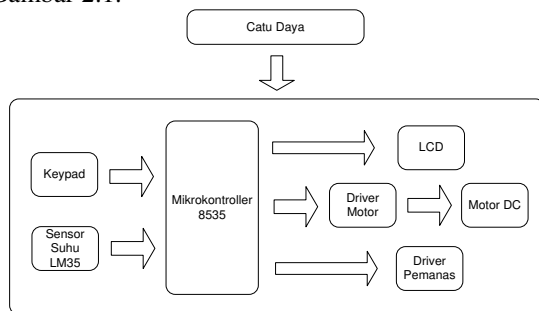 Gambar 2.1.
Catu Daya
Keypad
Sensor
Suhu
LM35
Mikrokontroller
8535
LCD
Driver
Motor
Motor DC
Driver
Pemanas